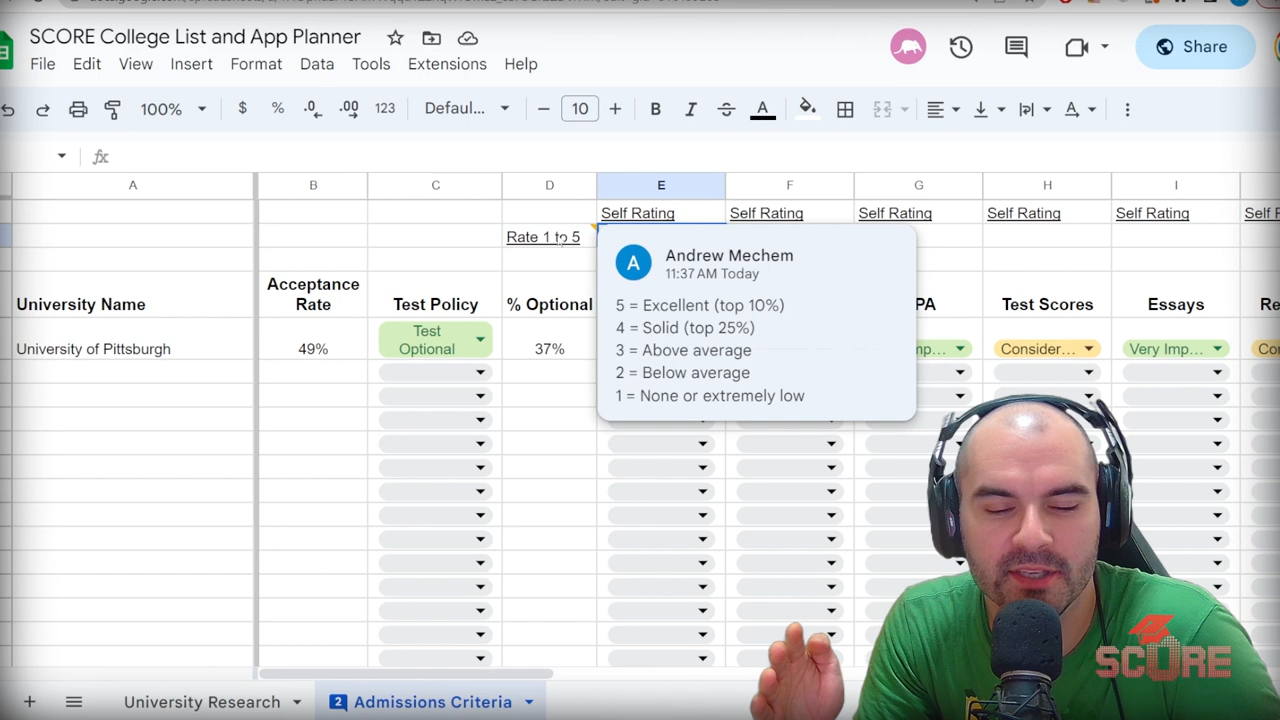 SCORE College List and App Planner
Share
File Edit View Insert Format Data Tools Extensions Help
100% $ % .0 .00 123 Defaul... − 10 + B I A A
fx
A B C D E F G H I
Self Rating Self Rating Self Rating Self Rating Self Rating
Rate 1 to 5
A
Andrew Mechem
11:37 AM Today
5 = Excellent (top 10%)
4 = Solid (top 25%)
3 = Above average
2 = Below average
1 = None or extremely low
University Name
Acceptance
Rate
Test Policy
% Optional
PA
Test Scores
Essays
University of Pittsburgh
49%
Test
Optional
37%
Consider...
Very Imp...
SCORE
University Research
2 Admissions Criteria